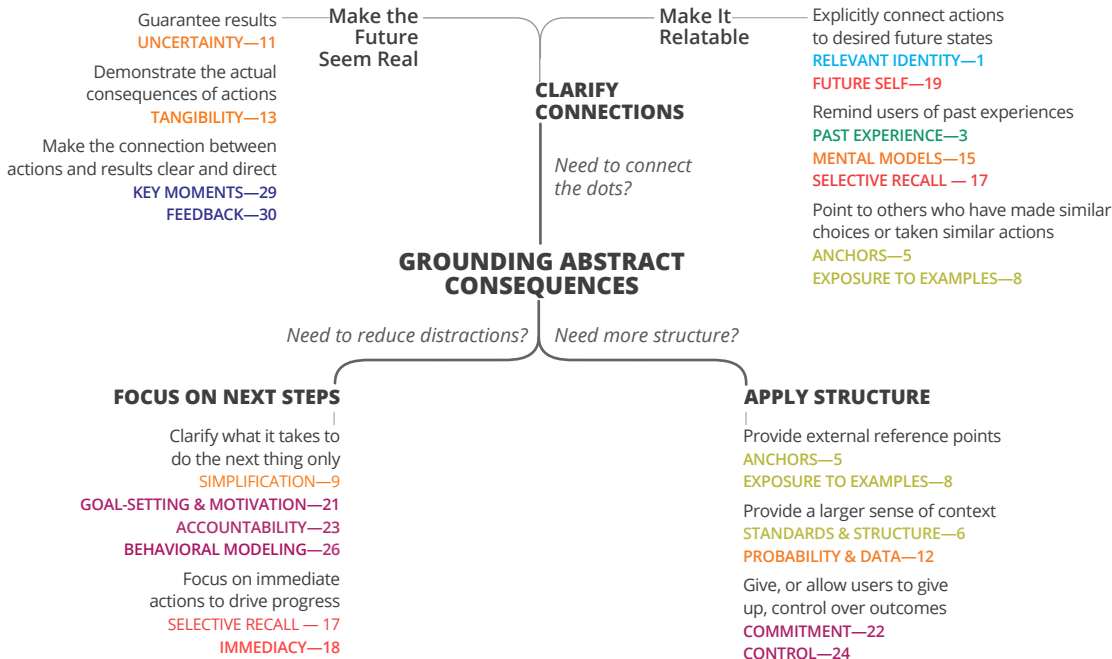 Guarantee results
UNCERTAINTY—11
Demonstrate the actual
consequences of actions
TANGIBILITY—13
Make the connection between
actions and results clear and direct
KEY MOMENTS—29
FEEDBACK—30
Make the
Future
Seem Real
Make It
Relatable
Explicitly connect actions
to desired future states
RELEVANT IDENTITY—1
FUTURE SELF—19
Remind users of past experiences
PAST EXPERIENCE—3
MENTAL MODELS—15
SELECTIVE RECALL — 17
Point to others who have made similar
choices or taken similar actions
ANCHORS—5
EXPOSURE TO EXAMPLES—8
CLARIFY
CONNECTIONS
Need to connect
the dots?
GROUNDING ABSTRACT
CONSEQUENCES
Need to reduce distractions?
Need more structure?
FOCUS ON NEXT STEPS
Clarify what it takes to
do the next thing only
SIMPLIFICATION—9
GOAL-SETTING & MOTIVATION—21
ACCOUNTABILITY—23
BEHAVIORAL MODELING—26
Focus on immediate
actions to drive progress
SELECTIVE RECALL — 17
IMMEDIACY—18
APPLY STRUCTURE
Provide external reference points
ANCHORS—5
EXPOSURE TO EXAMPLES—8
Provide a larger sense of context
STANDARDS & STRUCTURE—6
PROBABILITY & DATA—12
Give, or allow users to give
up, control over outcomes
COMMITMENT—22
CONTROL—24